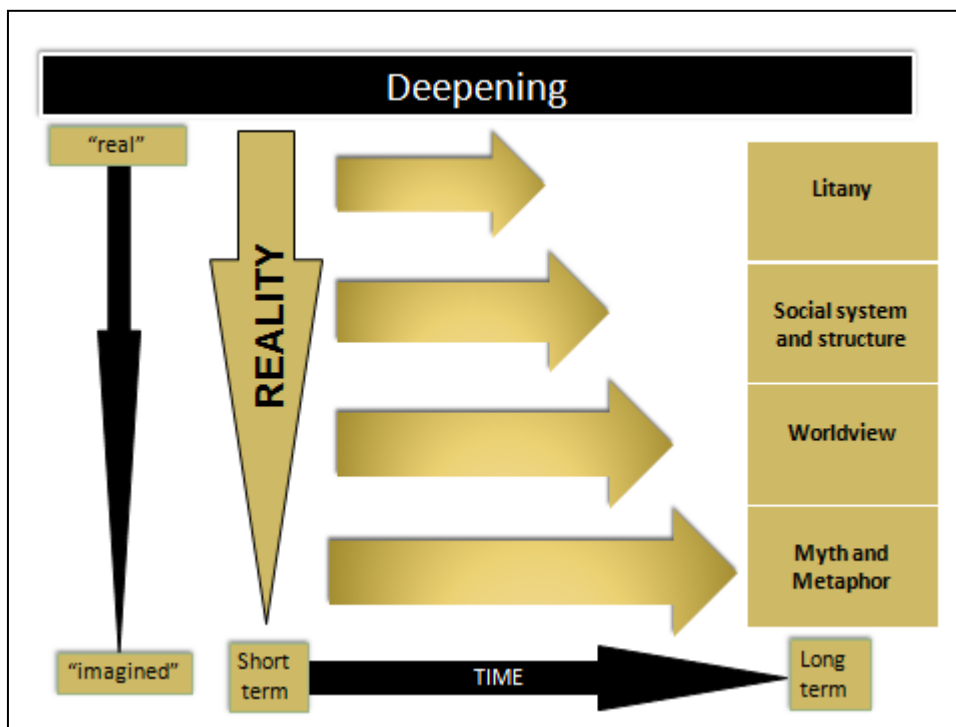 Deepening
“real”
REALITY
Litany
Social system
and structure
Worldview
Myth and
Metaphor
“imagined”
Short
term
TIME
Long
term